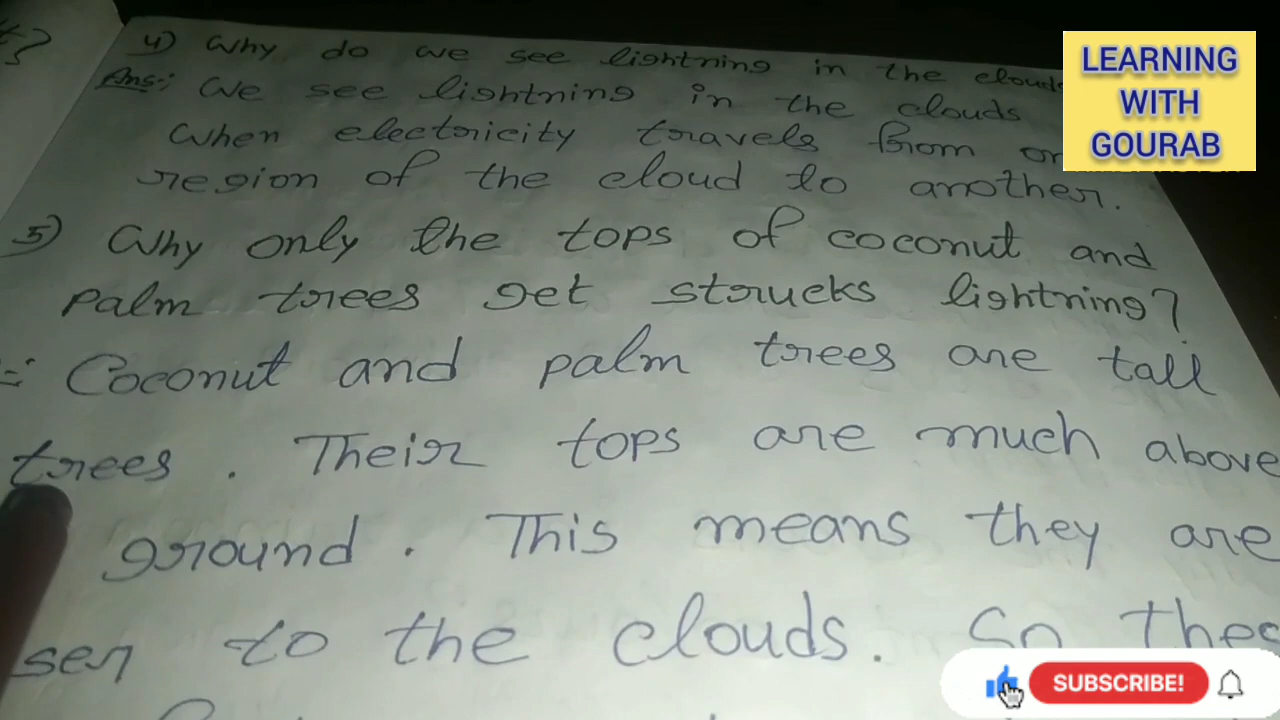 4) Why do we see lightning in the clouds
Ans:- We see lightning in the clouds
When electricity travels from
region of the cloud to another.
5) Why only the tops of coconut and
palm trees get strucks lightning?
Coconut and palm trees are tall
trees. Their tops are much above
ground. This means they are
to the clouds. So
LEARNING
WITH
GOURAB
SUBSCRIBE!